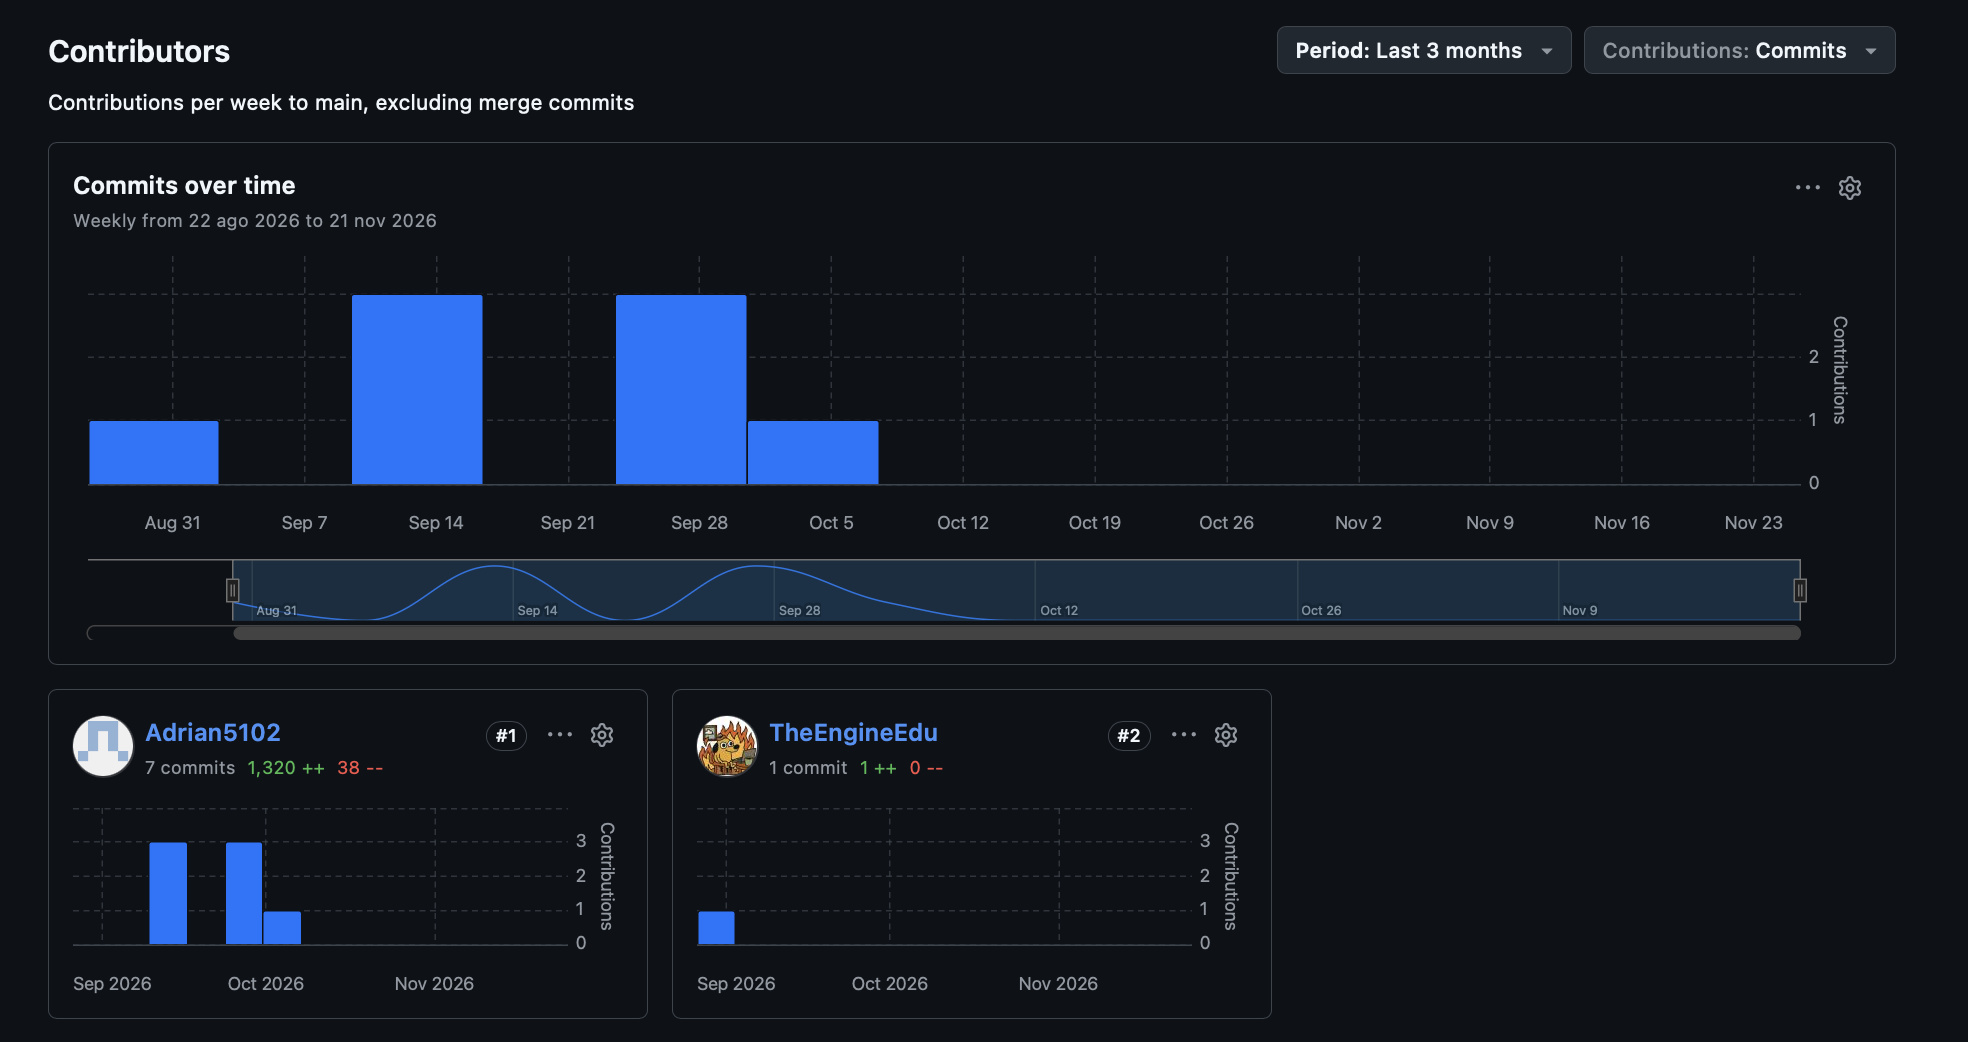 Contributors
Period: Last 3 months
Contributions: Commits
Contributions per week to main, excluding merge commits
Commits over time
Weekly from 22 ago 2026 to 21 nov 2026
Contributions
2
1
0
Aug 31 Sep 7 Sep 14 Sep 21 Sep 28 Oct 5 Oct 12 Oct 19 Oct 26 Nov 2 Nov 9 Nov 16 Nov 23
Aug 31 Sep 14 Sep 28 Oct 12 Oct 26 Nov 9
Adrian5102
#1
7 commits 1,320 ++ 38 --
3
2
1
0
Contributions
Sep 2026 Oct 2026 Nov 2026
TheEngineEdu
#2
1 commit 1 ++ 0 --
3
2
1
0
Contributions
Sep 2026 Oct 2026 Nov 2026